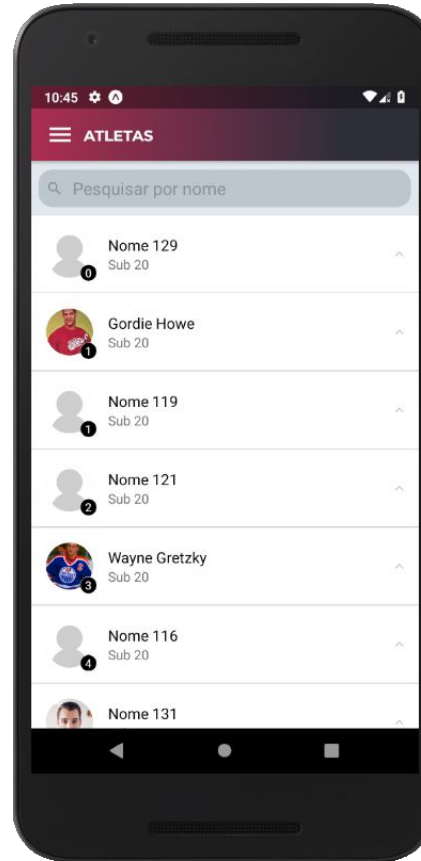 10:45
ATLETAS
Pesquisar por nome
Nome 129
Sub 20
0
Gordie Howe
Sub 20
1
Nome 119
Sub 20
1
Nome 121
Sub 20
2
Wayne Gretzky
Sub 20
3
Nome 116
Sub 20
4
Nome 131